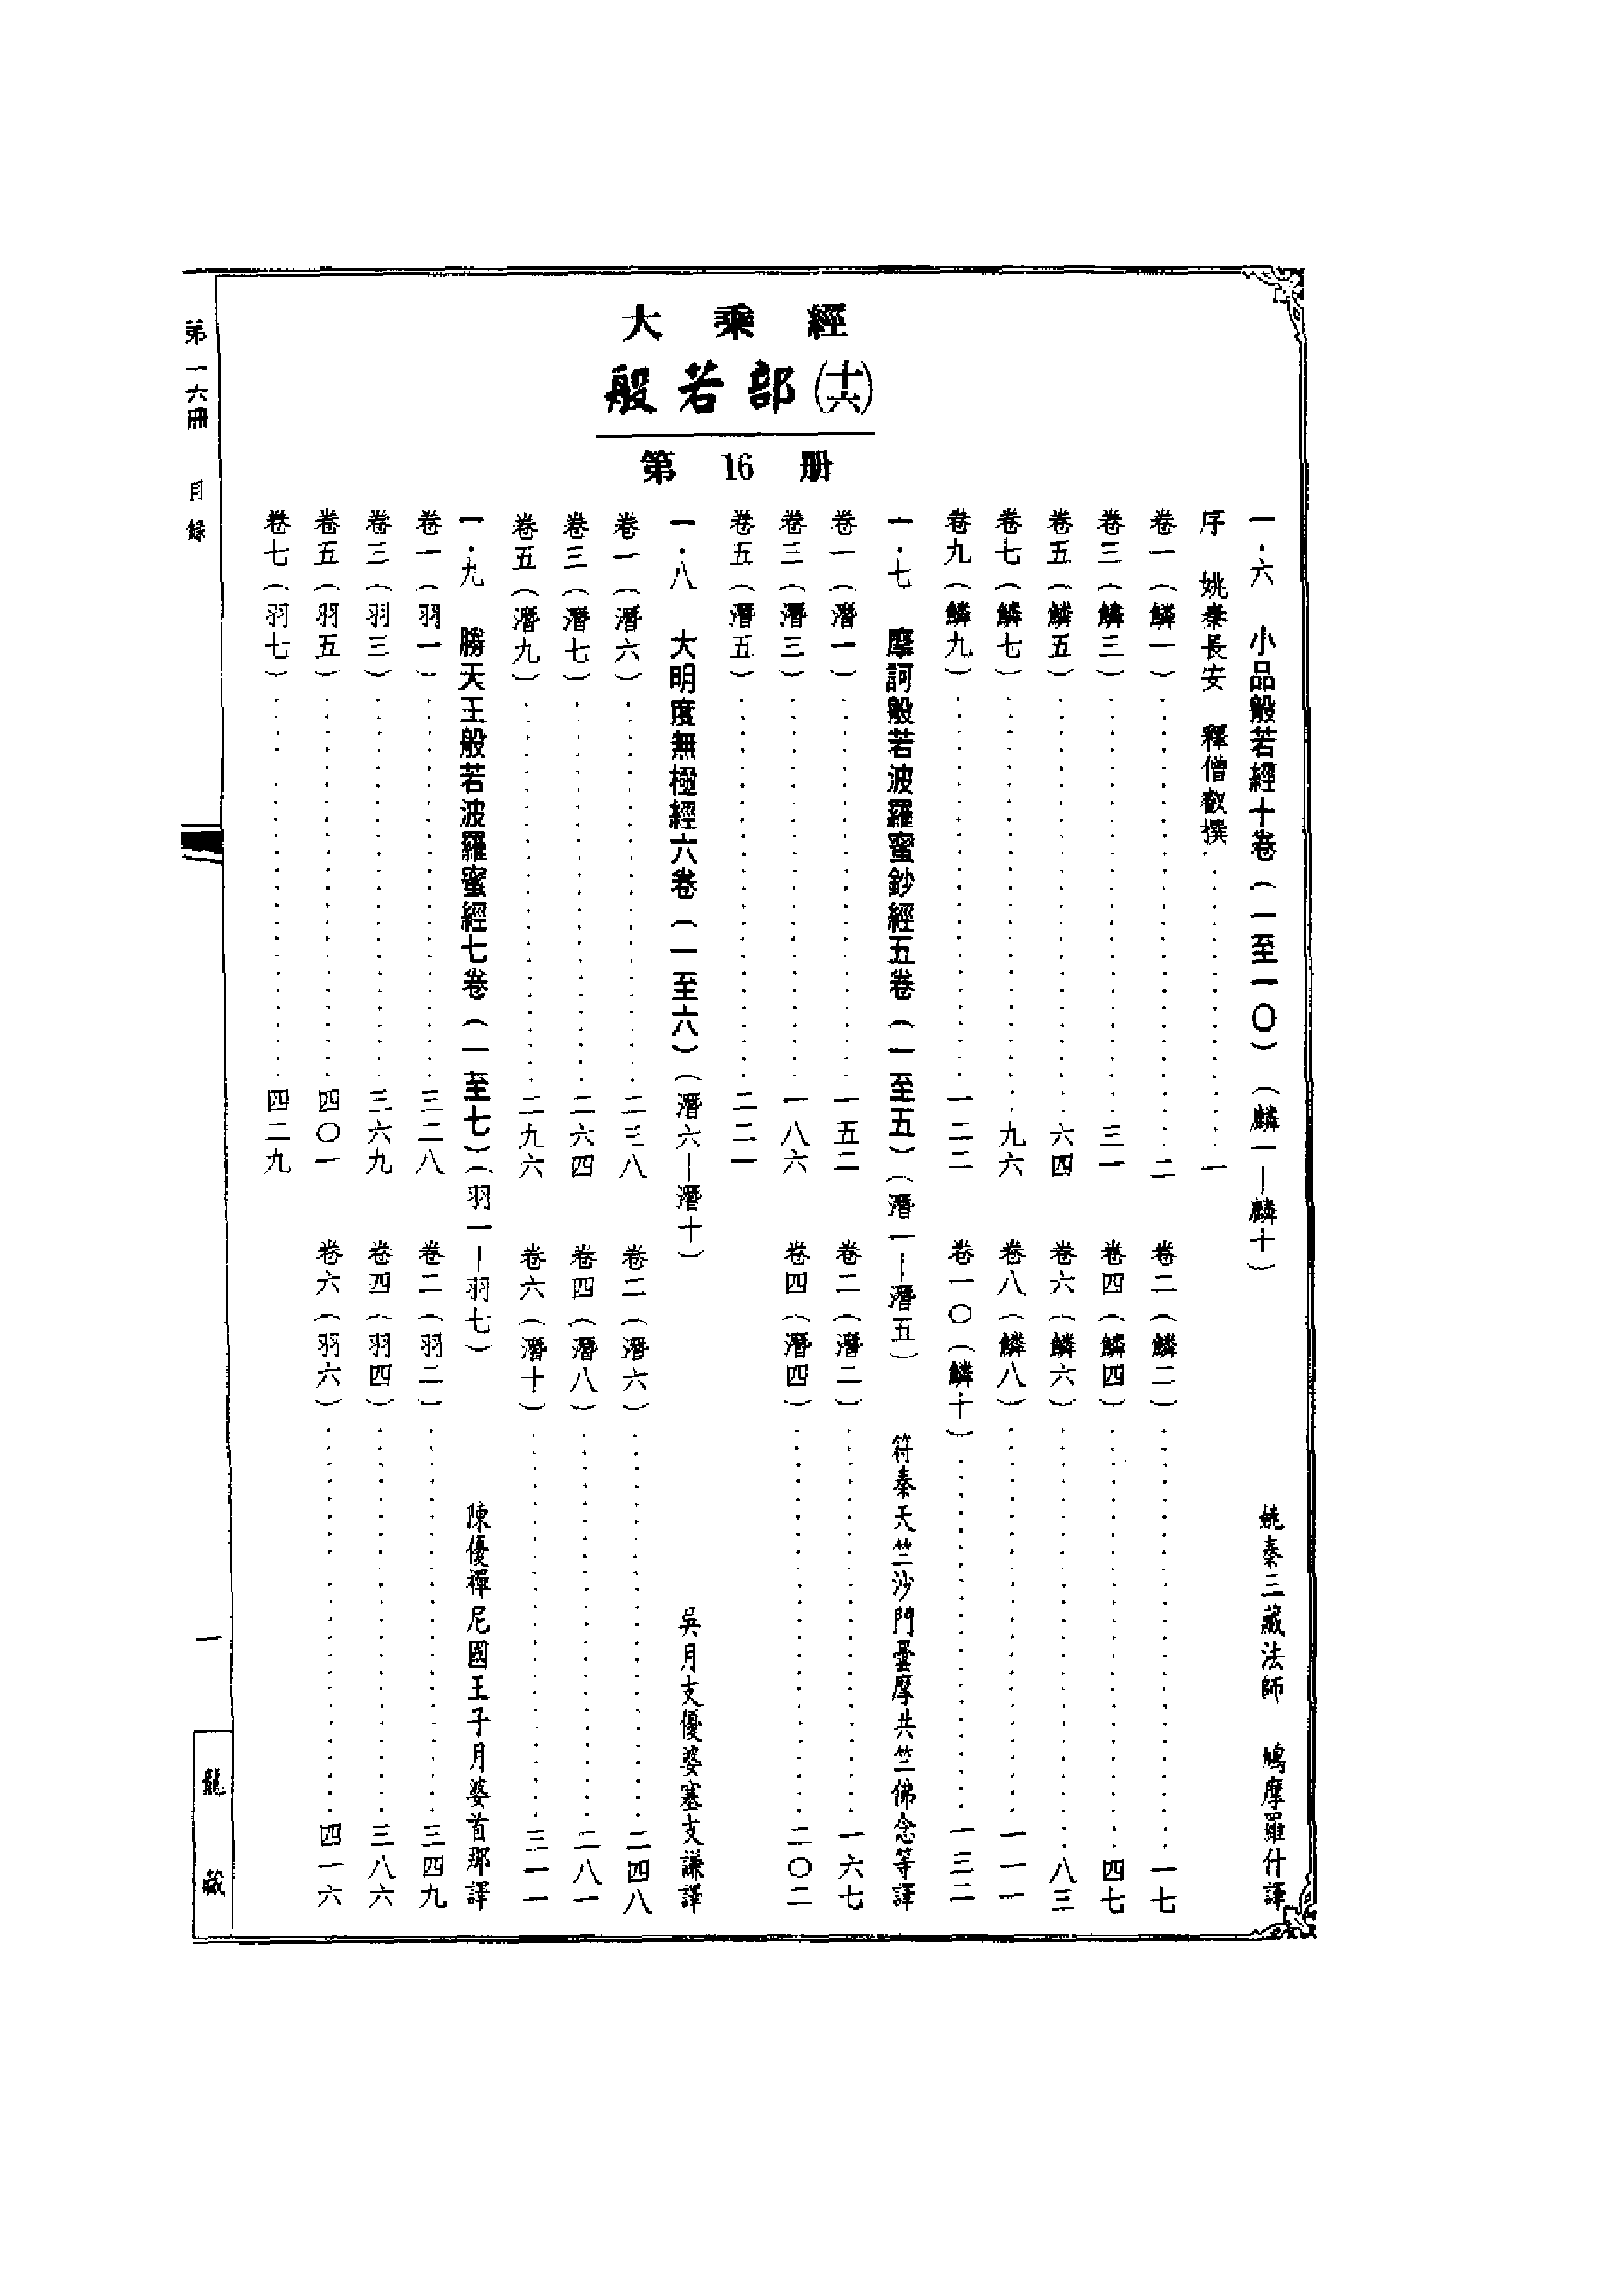 大乘經
般若部(十六)
第16册
一·六　小品般若經十卷(一至一〇)(鱗一—鱗十)　姚秦三藏法師　鳩摩羅什譯
序　姚秦長安　釋僧叡撰……一
卷一(鱗一)……二　卷二(鱗二)……一七
卷三(鱗三)……三一　卷四(鱗四)……四七
卷五(鱗五)……六四　卷六(鱗六)……八三
卷七(鱗七)……九六　卷八(鱗八)……一一一
卷九(鱗九)……一二二　卷一〇(鱗十)……一三二
一·七　摩訶般若波羅蜜鈔經五卷(一至五)(潛一—潛五)　符秦天竺沙門曇摩共竺佛念等譯
卷一(潛一)……一五二　卷二(潛二)……一六七
卷三(潛三)……一八六　卷四(潛四)……二〇二
卷五(潛五)……二二一
一·八　大明度無極經六卷(一至六)(潛六—潛十)　吳月支優婆塞支謙譯
卷一(潛六)……二三八　卷二(潛六)……二四八
卷三(潛七)……二六四　卷四(潛八)……二八一
卷五(潛九)……二九六　卷六(潛十)……三一一
一·九　勝天王般若波羅蜜經七卷(一至七)(羽一—羽七)　陳優禪尼國王子月婆首那譯
卷一(羽一)……三二八　卷二(羽二)……三四九
卷三(羽三)……三六九　卷四(羽四)……三八六
卷五(羽五)……四〇一　卷六(羽六)……四一六
卷七(羽七)……四二九
第一六冊　目錄
一
龍藏